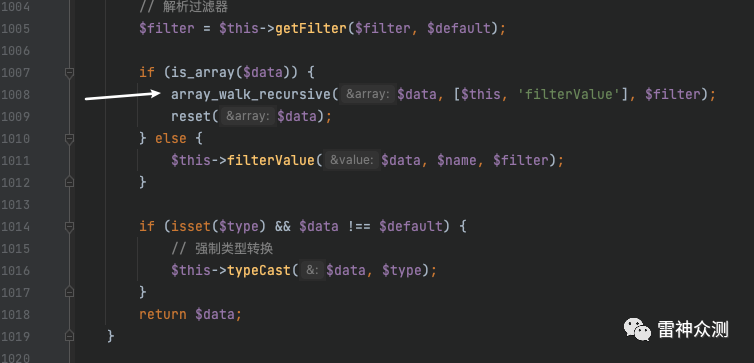 1004 // 解析过滤器
1005 $filter = $this->getFilter($filter, $default);
1006
1007 if (is_array($data)) {
1008 array_walk_recursive( &array: $data, [$this, 'filterValue'], $filter);
1009 reset( &array: $data);
1010 } else {
1011 $this->filterValue( &value: $data, $name, $filter);
1012 }
1013
1014 if (isset($type) && $data !== $default) {
1015 // 强制类型转换
1016 $this->typeCast( &: $data, $type);
1017 }
1018 return $data;
1019 }
1020
雷神众测